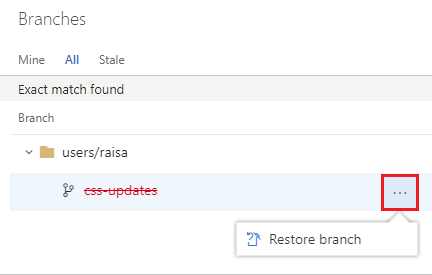 Branches
Mine All Stale
Exact match found
Branch
users/raisa
css-updates ...
Restore branch